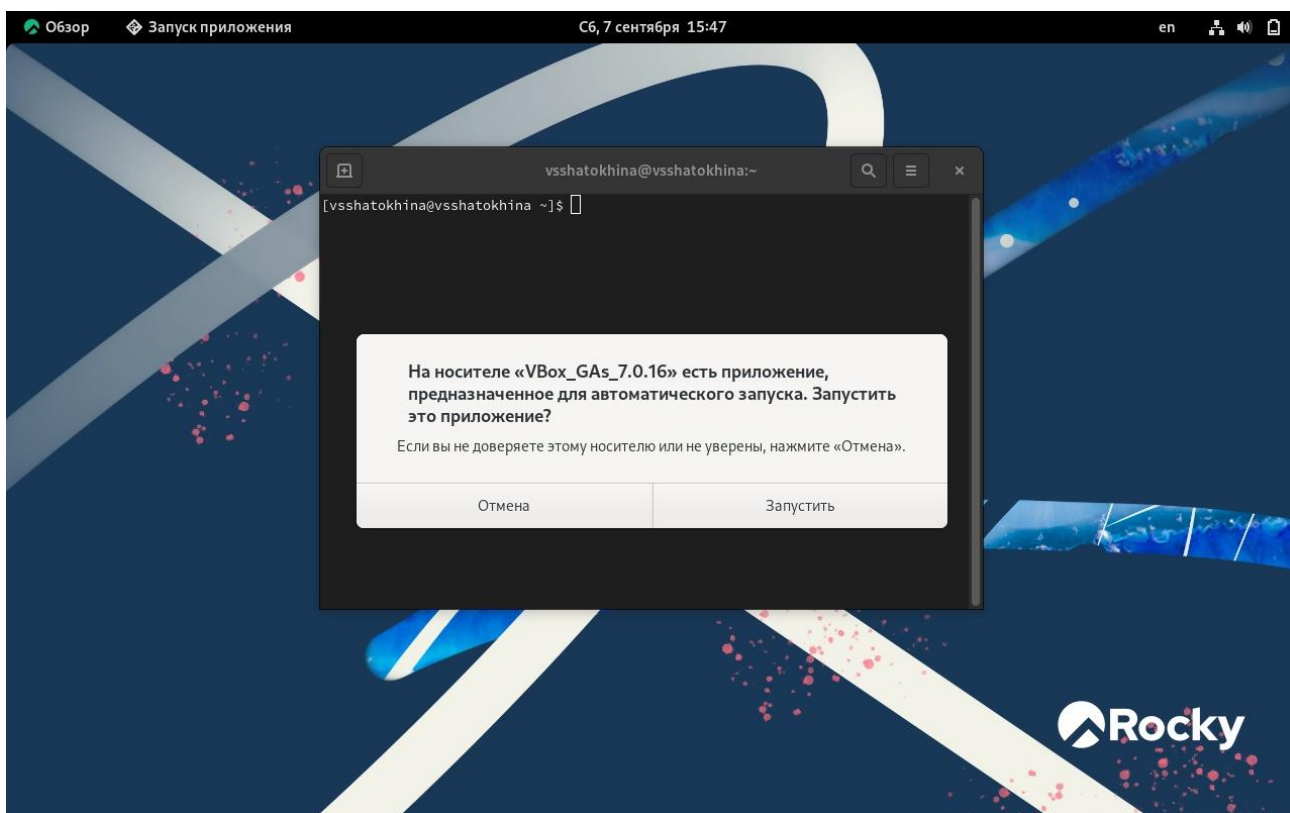 Обзор
Запуск приложения
Сб, 7 сентября 15:47
en
vsshatokhina@vsshatokhina:~
[vsshatokhina@vsshatokhina ~]$
На носителе «VBox_GAs_7.0.16» есть приложение,
предназначенное для автоматического запуска. Запустить
это приложение?
Если вы не доверяете этому носителю или не уверены, нажмите «Отмена».
Отмена
Запустить
Rocky